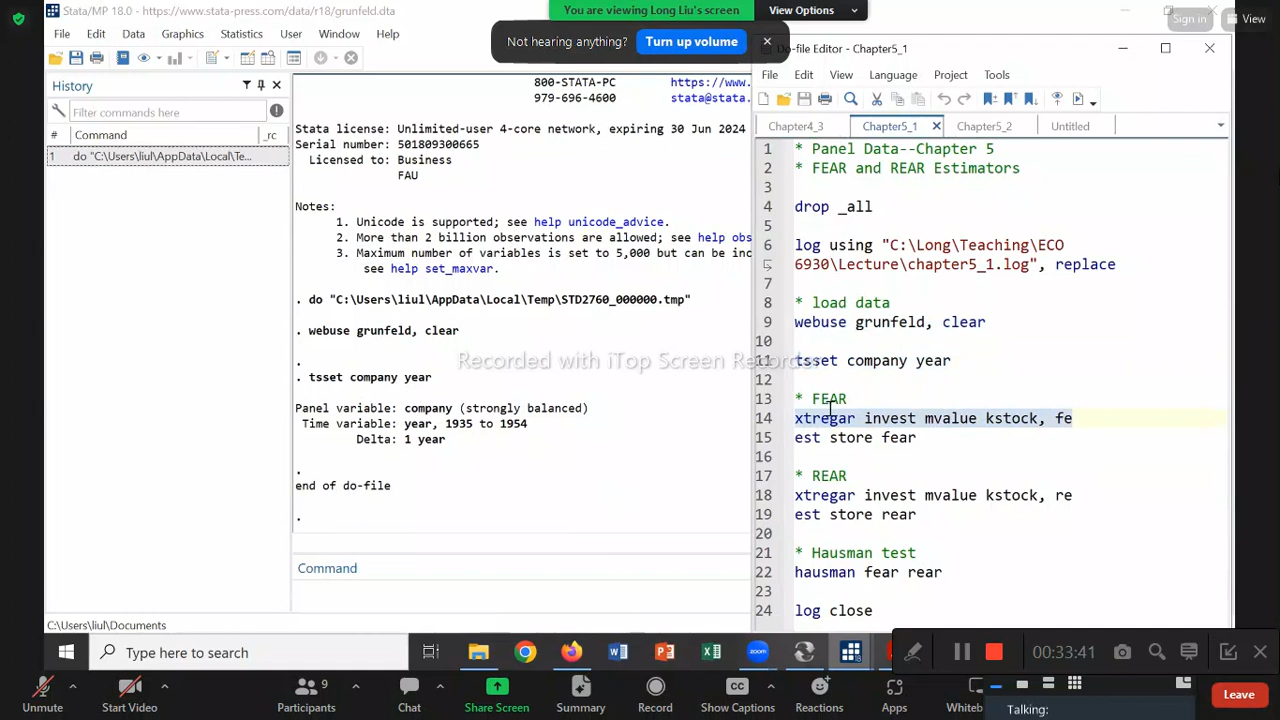 Stata/MP 18.0 - https://www.stata-press.com/data/r18/grunfeld.dta
You are viewing Long Liu's screen
View Options
Sign in
View
File Edit Data Graphics Statistics User Window Help
Not hearing anything? Turn up volume
Do-file Editor - Chapter5_1
File Edit View Language Project Tools
History
Filter commands here
# Command _rc
1 do "C:\Users\liul\AppData\Local\Te...
800-STATA-PC https://www.
979-696-4600 stata@stata.
Stata license: Unlimited-user 4-core network, expiring 30 Jun 2024
Serial number: 501809300665
Licensed to: Business
FAU
Notes:
1. Unicode is supported; see help unicode_advice.
2. More than 2 billion observations are allowed; see help obs
3. Maximum number of variables is set to 5,000 but can be inc
see help set_maxvar.
. do "C:\Users\liul\AppData\Local\Temp\STD2760_000000.tmp"
. webuse grunfeld, clear
.
. tsset company year
Panel variable: company (strongly balanced)
Time variable: year, 1935 to 1954
Delta: 1 year
.
end of do-file
.
Command
C:\Users\liul\Documents
Chapter4_3 Chapter5_1 Chapter5_2 Untitled
1 * Panel Data--Chapter 5
2 * FEAR and REAR Estimators
3
4 drop _all
5
6 log using "C:\Long\Teaching\ECO
6930\Lecture\chapter5_1.log", replace
7
8 * load data
9 webuse grunfeld, clear
10
11 tsset company year
12
13 * FEAR
14 xtregar invest mvalue kstock, fe
15 est store fear
16
17 * REAR
18 xtregar invest mvalue kstock, re
19 est store rear
20
21 * Hausman test
22 hausman fear rear
23
24 log close
Recorded with iTop Screen Recorder
Type here to search
00:33:41
Unmute Start Video Participants 9 Chat Share Screen Summary Record Show Captions Reactions Apps Whiteb
Talking:
Leave